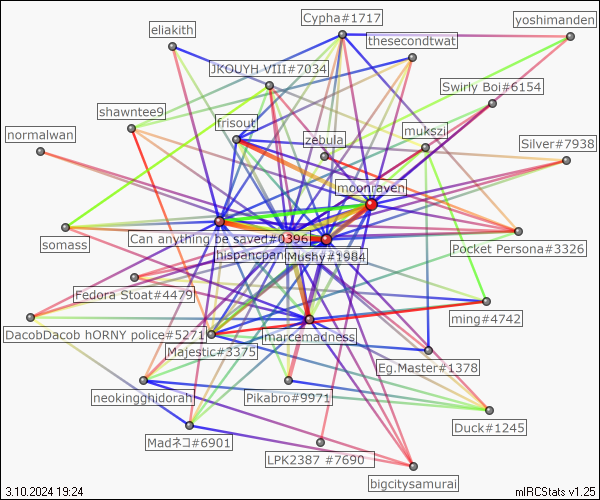 Cypha#1717
yoshimanden
eliakith
thesecondtwat
JKOUYH VIII#7034
Swirly Boi#6154
shawntee9
frisout
mukszi
normalwan
zebula
Silver#7938
moonraven
Can anything be saved#0396
somass
Pocket Persona#3326
hispancpan
Mushy#1984
Fedora Stoat#4479
ming#4742
DacobDacob hORNY police#5271
marcemadness
Majestic#3375
Eg.Master#1378
neokingghidorah
Pikabro#9971
Duck#1245
Madネコ#6901
LPK2387 #7690
bigcitysamurai
3.10.2024 19:24
mIRCStats v1.25